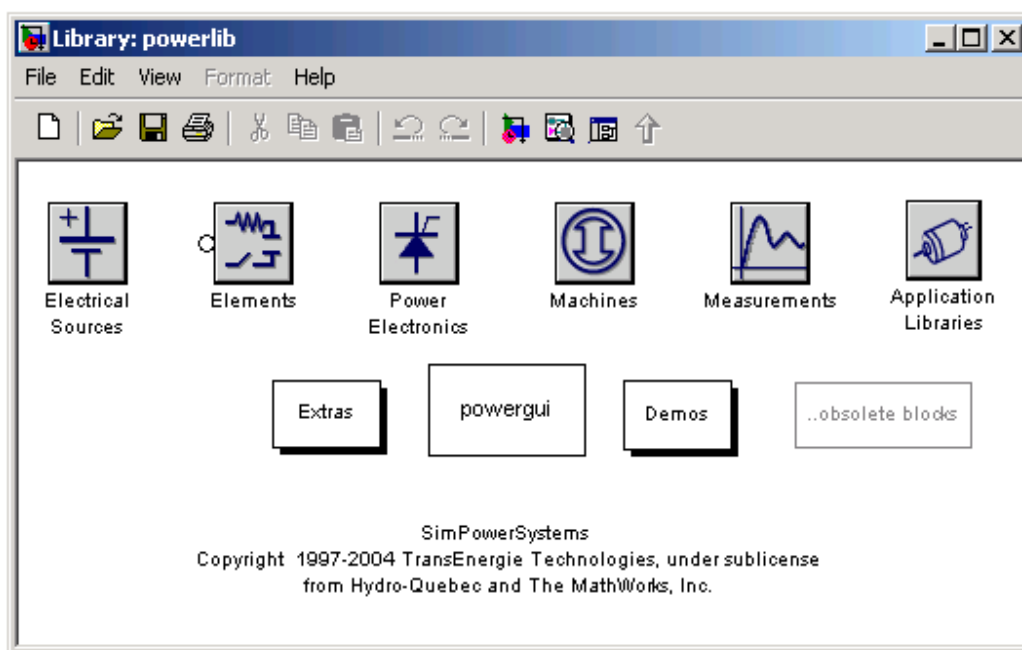 Library: powerlib
File Edit View Format Help
Electrical Sources
Elements
Power Electronics
Machines
Measurements
Application Libraries
Extras
powergui
Demos
..obsolete blocks
SimPowerSystems
Copyright 1997-2004 TransEnergie Technologies, under sublicense
from Hydro-Quebec and The MathWorks, Inc.